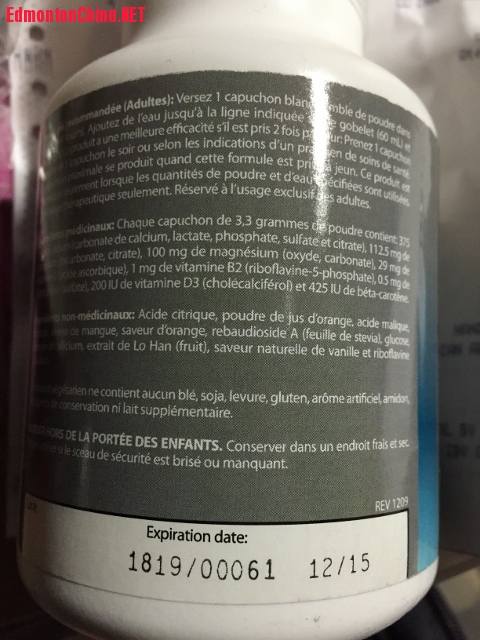 EdmontonChina.NET
recommandée (Adultes): Versez 1 capuchon blanc de poudre dans
Ajoutez de l'eau jusqu'à la ligne indiquée gobelet (60 mL) et
produit a une meilleure efficacité s'il est pris 2 fois par jour: Prenez 1 capuchon
capuchon le soir ou selon les indications d'un de soins de santé.
maximale se produit quand cette formule est pris à jeun. Ce produit est
lorsque les quantités de poudre et d'eau spécifiées sont utilisées.
seulement. Réservé à l'usage exclusif des adultes.
médicinaux: Chaque capuchon de 3,3 grammes de poudre contient: 375
(carbonate de calcium, lactate, phosphate, sulfate et citrate), 112.5 mg de
citrate), 100 mg de magnésium (oxyde, carbonate), 29 mg de
ascorbique), 1 mg de vitamine B2 (riboflavine-5-phosphate), 0.5 mg de
200 IU de vitamine D3 (cholécalciférol) et 425 IU de béta-carotène.
non-médicinaux: Acide citrique, poudre de jus d'orange, acide malique,
de mangue, saveur d'orange, rebaudioside A (feuille de stevia), glucose,
extrait de Lo Han (fruit), saveur naturelle de vanille et riboflavine
végétarien ne contient aucun blé, soja, levure, gluten, arôme artificiel, amidon,
de conservation ni lait supplémentaire.
HORS DE LA PORTÉE DES ENFANTS. Conserver dans un endroit frais et sec.
si le sceau de sécurité est brisé ou manquant.
REV 1209
Expiration date:
1819/00061 12/15